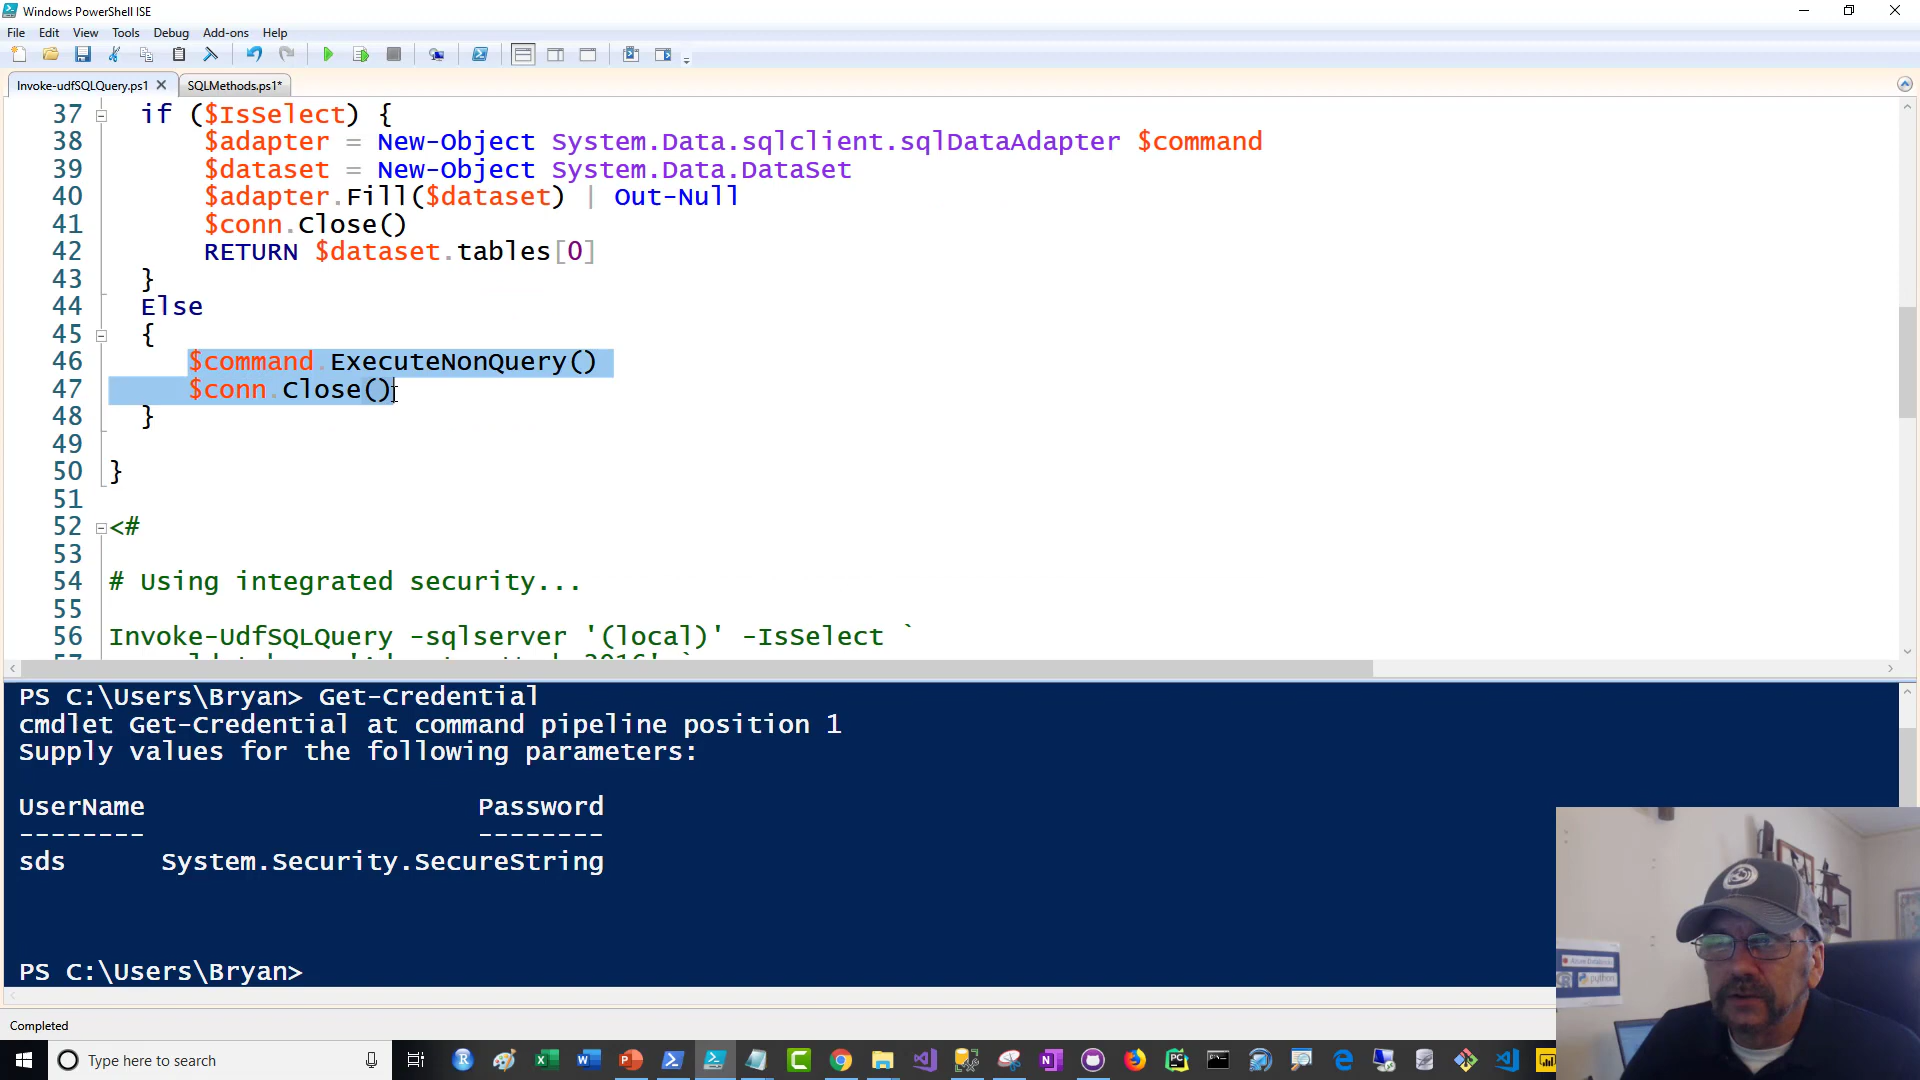 Windows PowerShell ISE
File Edit View Tools Debug Add-ons Help
Invoke-udfSQLQuery.ps1 SQLMethods.ps1*
37 if ($IsSelect) {
38 $adapter = New-Object System.Data.sqlclient.sqlDataAdapter $command
39 $dataset = New-Object System.Data.DataSet
40 $adapter.Fill($dataset) | Out-Null
41 $conn.Close()
42 RETURN $dataset.tables[0]
43 }
44 Else
45 {
46 $command.ExecuteNonQuery()
47 $conn.Close()
48 }
49
50 }
51
52 <#
53
54 # Using integrated security...
55
56 Invoke-UdfSQLQuery -sqlserver '(local)' -IsSelect `
PS C:\Users\Bryan> Get-Credential
cmdlet Get-Credential at command pipeline position 1
Supply values for the following parameters:
UserName Password
-------- --------
sds System.Security.SecureString
PS C:\Users\Bryan>
python
Completed
Type here to search